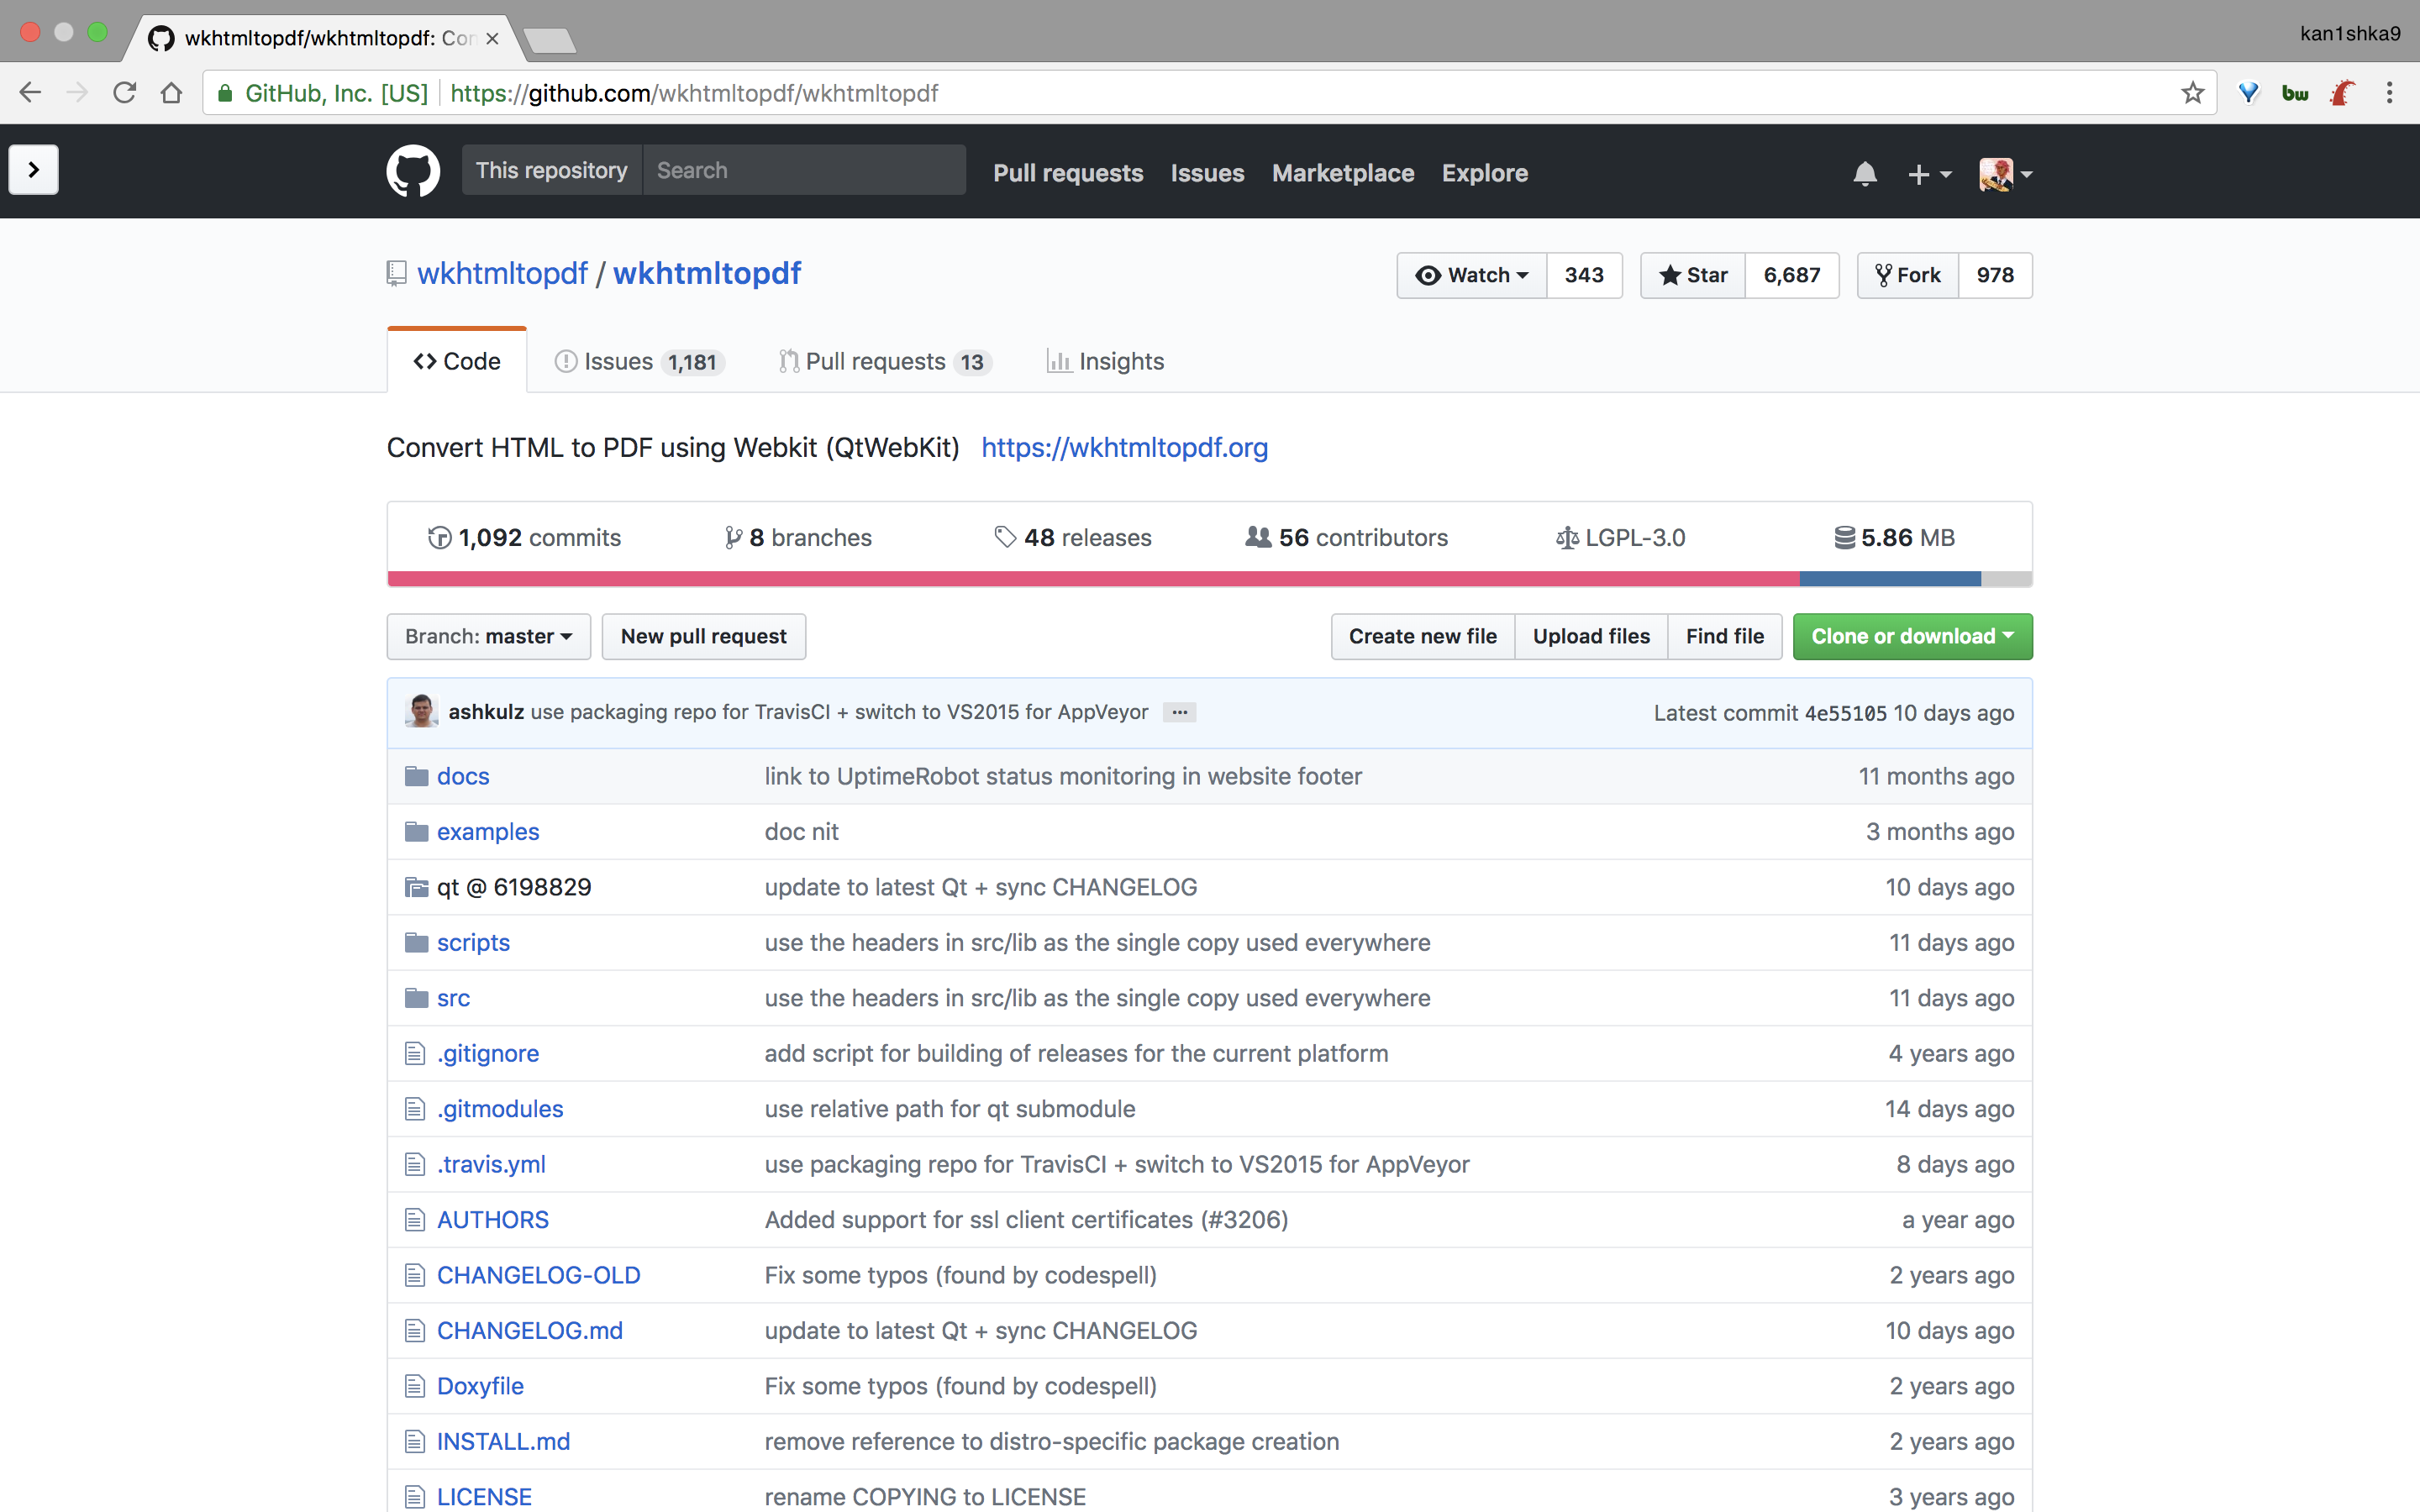 wkhtmltopdf/wkhtmltopdf: Con
kan1shka9
GitHub, Inc. [US] https://github.com/wkhtmltopdf/wkhtmltopdf
bw
This repository Search Pull requests Issues Marketplace Explore
wkhtmltopdf / wkhtmltopdf Watch 343 Star 6,687 Fork 978
Code Issues 1,181 Pull requests 13 Insights
Convert HTML to PDF using Webkit (QtWebKit) https://wkhtmltopdf.org
1,092 commits 8 branches 48 releases 56 contributors LGPL-3.0 5.86 MB
Branch: master New pull request Create new file Upload files Find file Clone or download
ashkulz use packaging repo for TravisCI + switch to VS2015 for AppVeyor ... Latest commit 4e55105 10 days ago
docs link to UptimeRobot status monitoring in website footer 11 months ago
examples doc nit 3 months ago
qt @ 6198829 update to latest Qt + sync CHANGELOG 10 days ago
scripts use the headers in src/lib as the single copy used everywhere 11 days ago
src use the headers in src/lib as the single copy used everywhere 11 days ago
.gitignore add script for building of releases for the current platform 4 years ago
.gitmodules use relative path for qt submodule 14 days ago
.travis.yml use packaging repo for TravisCI + switch to VS2015 for AppVeyor 8 days ago
AUTHORS Added support for ssl client certificates (#3206) a year ago
CHANGELOG-OLD Fix some typos (found by codespell) 2 years ago
CHANGELOG.md update to latest Qt + sync CHANGELOG 10 days ago
Doxyfile Fix some typos (found by codespell) 2 years ago
INSTALL.md remove reference to distro-specific package creation 2 years ago
LICENSE rename COPYING to LICENSE 3 years ago